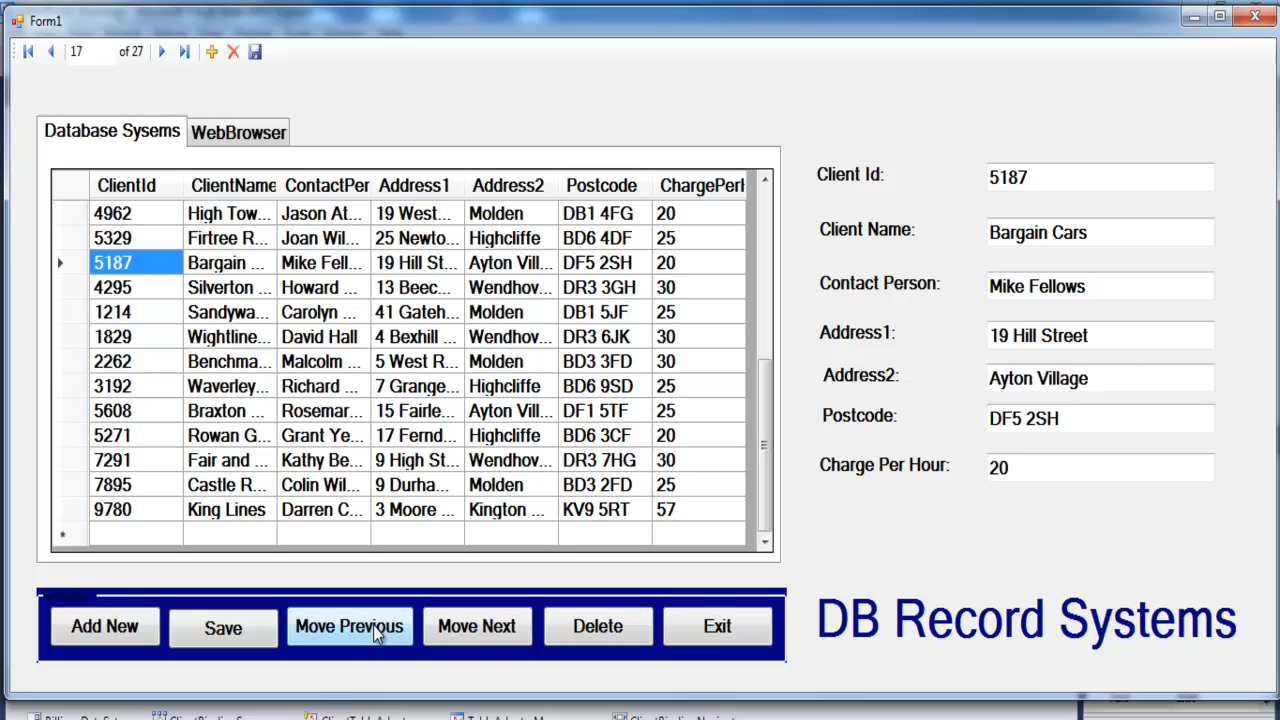 Form1
17 of 27
Database Sysems WebBrowser
ClientId ClientName ContactPer Address1 Address2 Postcode ChargePerH
4962 High Tow... Jason At... 19 West... Molden DB1 4FG 20
5329 Firtree R... Joan Wil... 25 Newto... Highcliffe BD6 4DF 25
5187 Bargain ... Mike Fell... 19 Hill St... Ayton Vill... DF5 2SH 20
4295 Silverton ... Howard ... 13 Beec... Wendhov... DR3 3GH 30
1214 Sandywa... Carolyn ... 41 Gateh... Molden DB1 5JF 25
1829 Wightline... David Hall 4 Bexhill ... Wendhov... DR3 6JK 30
2262 Benchma... Malcolm ... 5 West R... Molden BD3 3FD 30
3192 Waverley... Richard ... 7 Grange... Highcliffe BD6 9SD 25
5608 Braxton ... Rosemar... 15 Fairle... Ayton Vill... DF1 5TF 25
5271 Rowan G... Grant Ye... 17 Fernd... Highcliffe BD6 3CF 20
7291 Fair and ... Kathy Be... 9 High St... Wendhov... DR3 7HG 30
7895 Castle R... Colin Wil... 9 Durha... Molden BD3 2FD 25
9780 King Lines Darren C... 3 Moore ... Kington ... KV9 5RT 57
Client Id: 5187
Client Name: Bargain Cars
Contact Person: Mike Fellows
Address1: 19 Hill Street
Address2: Ayton Village
Postcode: DF5 2SH
Charge Per Hour: 20
Add New Save Move Previous Move Next Delete Exit
DB Record Systems